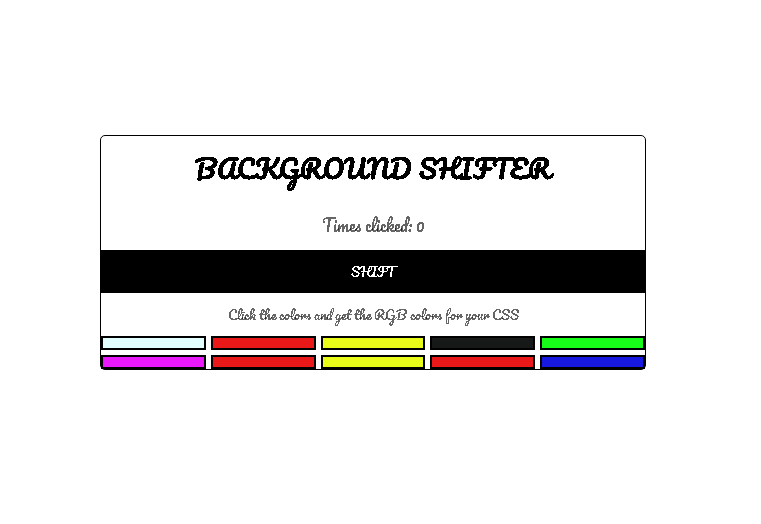 BACKGROUND SHIFTER
Times clicked: 0
SHIFT
Click the colors and get the RGB colors for your CSS